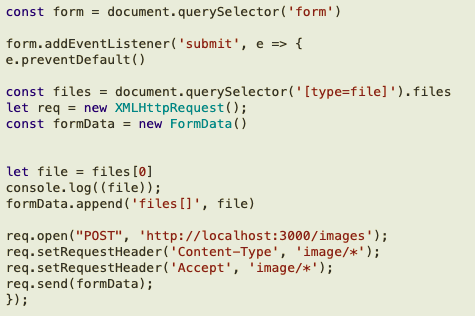 const form = document.querySelector('form')
form.addEventListener('submit', e => {
e.preventDefault()
const files = document.querySelector('[type=file]').files
let req = new XMLHttpRequest();
const formData = new FormData()
let file = files[0]
console.log((file));
formData.append('files[]', file)
req.open("POST", 'http://localhost:3000/images');
req.setRequestHeader('Content-Type', 'image/*');
req.setRequestHeader('Accept', 'image/*');
req.send(formData);
});